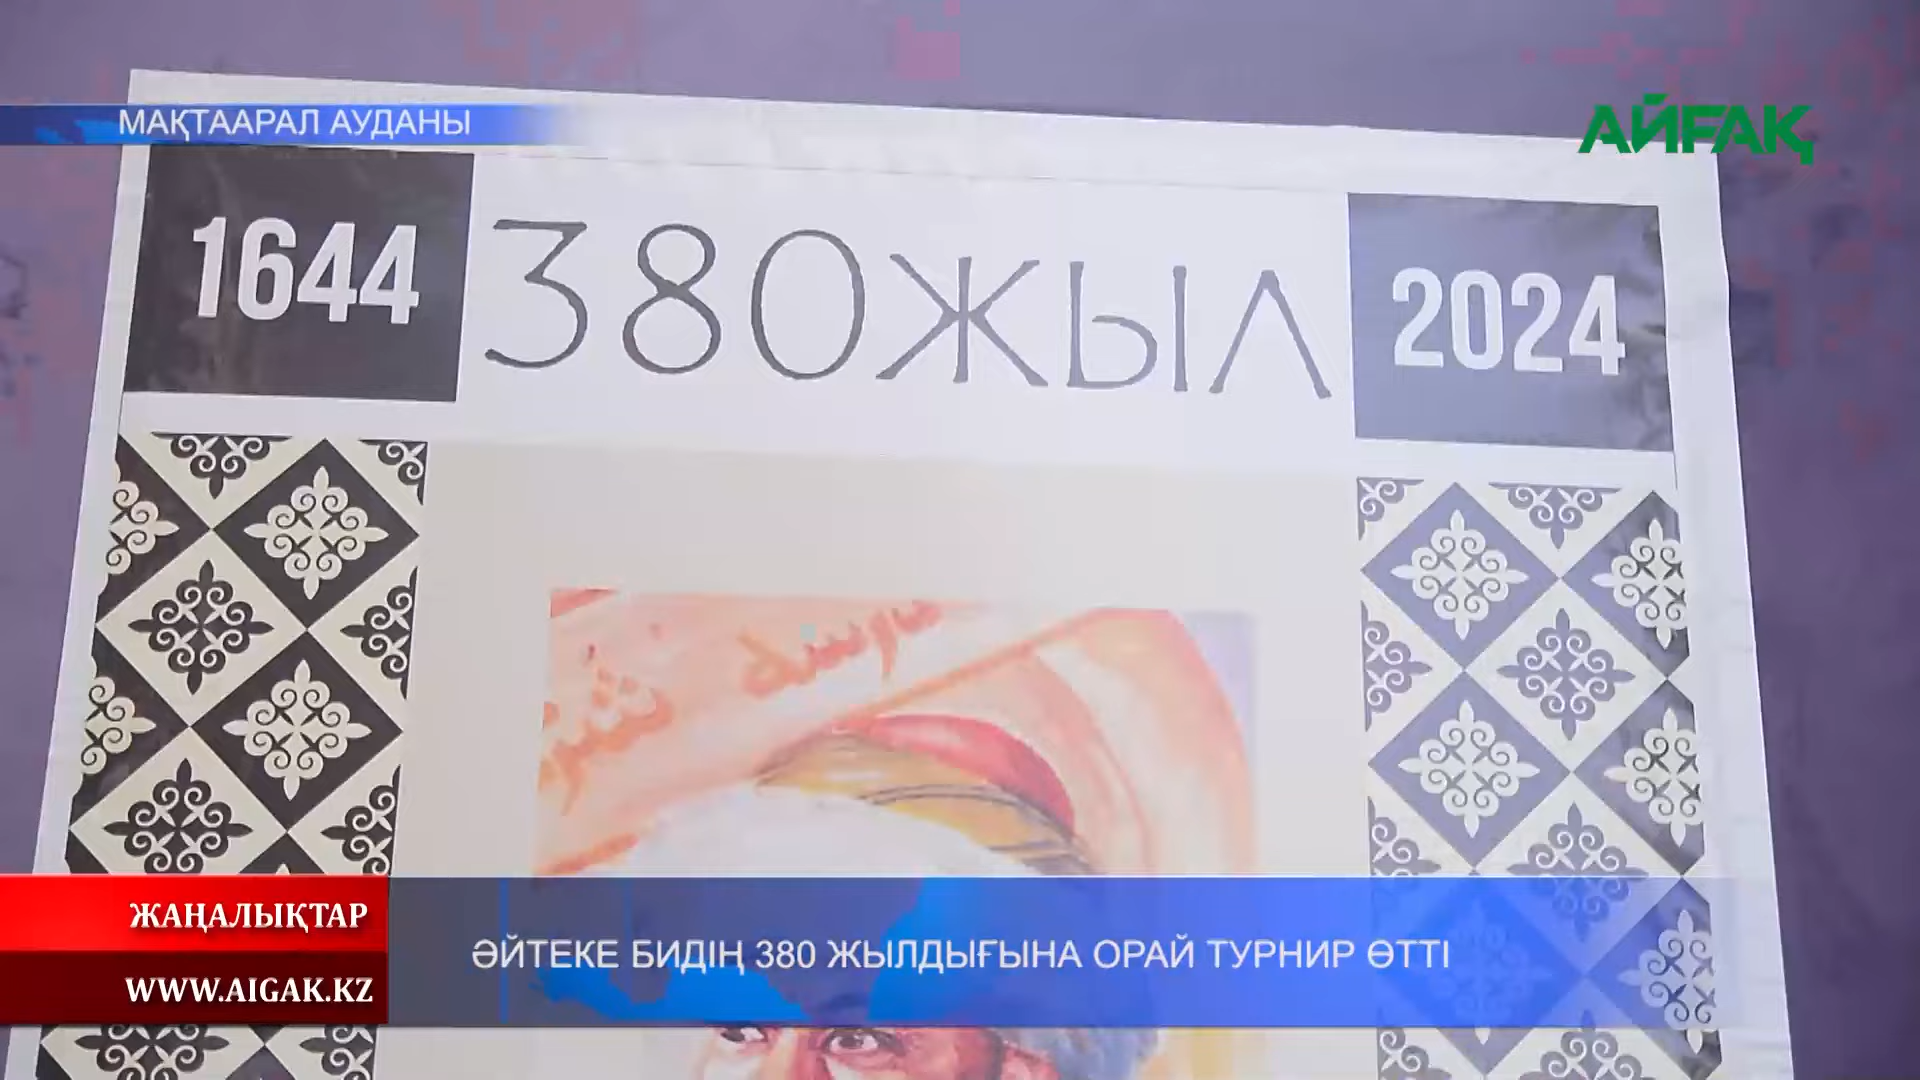 МАҚТААРАЛ АУДАНЫ
АЙҒАҚ
1644 380ЖЫЛ 2024
ЖАҢАЛЫҚТАР
ӘЙТЕКЕ БИДІҢ 380 ЖЫЛДЫҒЫНА ОРАЙ ТУРНИР ӨТТІ
WWW.AIGAK.KZ